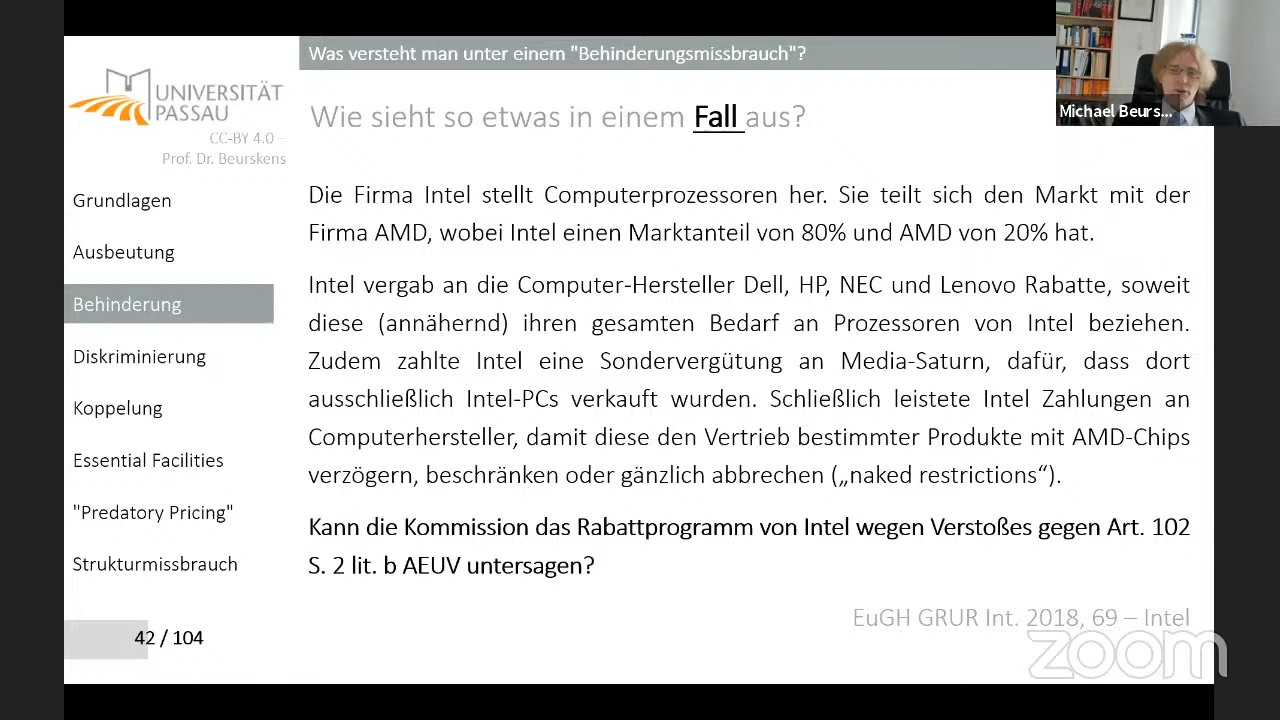 Was versteht man unter einem "Behinderungsmissbrauch"?
Michael Beurs...
UNIVERSITÄT
PASSAU
CC-BY 4.0 –
Prof. Dr. Beurskens
Wie sieht so etwas in einem Fall aus?
Grundlagen
Ausbeutung
Behinderung
Diskriminierung
Koppelung
Essential Facilities
"Predatory Pricing"
Strukturmissbrauch
42 / 104
Die Firma Intel stellt Computerprozessoren her. Sie teilt sich den Markt mit der
Firma AMD, wobei Intel einen Marktanteil von 80% und AMD von 20% hat.
Intel vergab an die Computer-Hersteller Dell, HP, NEC und Lenovo Rabatte, soweit
diese (annähernd) ihren gesamten Bedarf an Prozessoren von Intel beziehen.
Zudem zahlte Intel eine Sondervergütung an Media-Saturn, dafür, dass dort
ausschließlich Intel-PCs verkauft wurden. Schließlich leistete Intel Zahlungen an
Computerhersteller, damit diese den Vertrieb bestimmter Produkte mit AMD-Chips
verzögern, beschränken oder gänzlich abbrechen („naked restrictions“).
Kann die Kommission das Rabattprogramm von Intel wegen Verstoßes gegen Art. 102
S. 2 lit. b AEUV untersagen?
EuGH GRUR Int. 2018, 69 – Intel
zoom